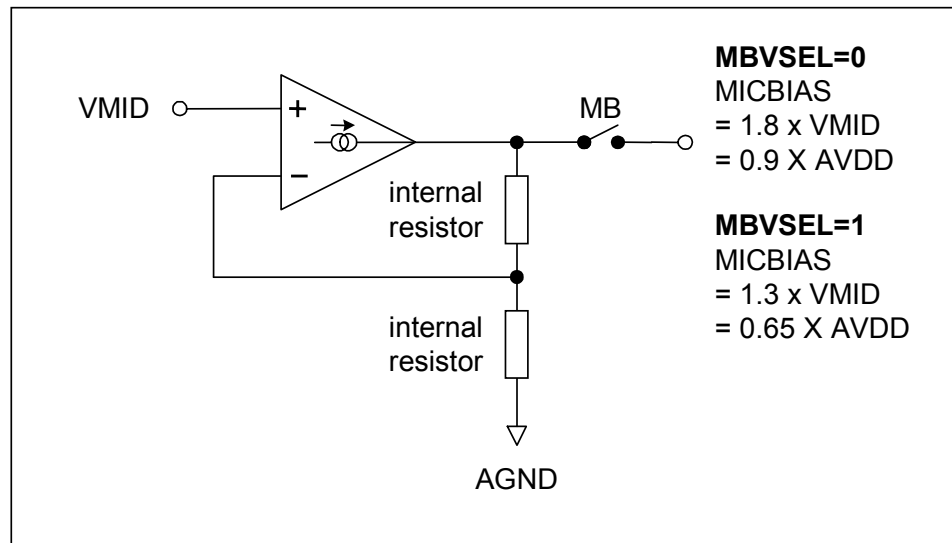 VMID
+
−
MB
internal
resistor
internal
resistor
AGND
MBVSEL=0
MICBIAS
= 1.8 x VMID
= 0.9 X AVDD
MBVSEL=1
MICBIAS
= 1.3 x VMID
= 0.65 X AVDD